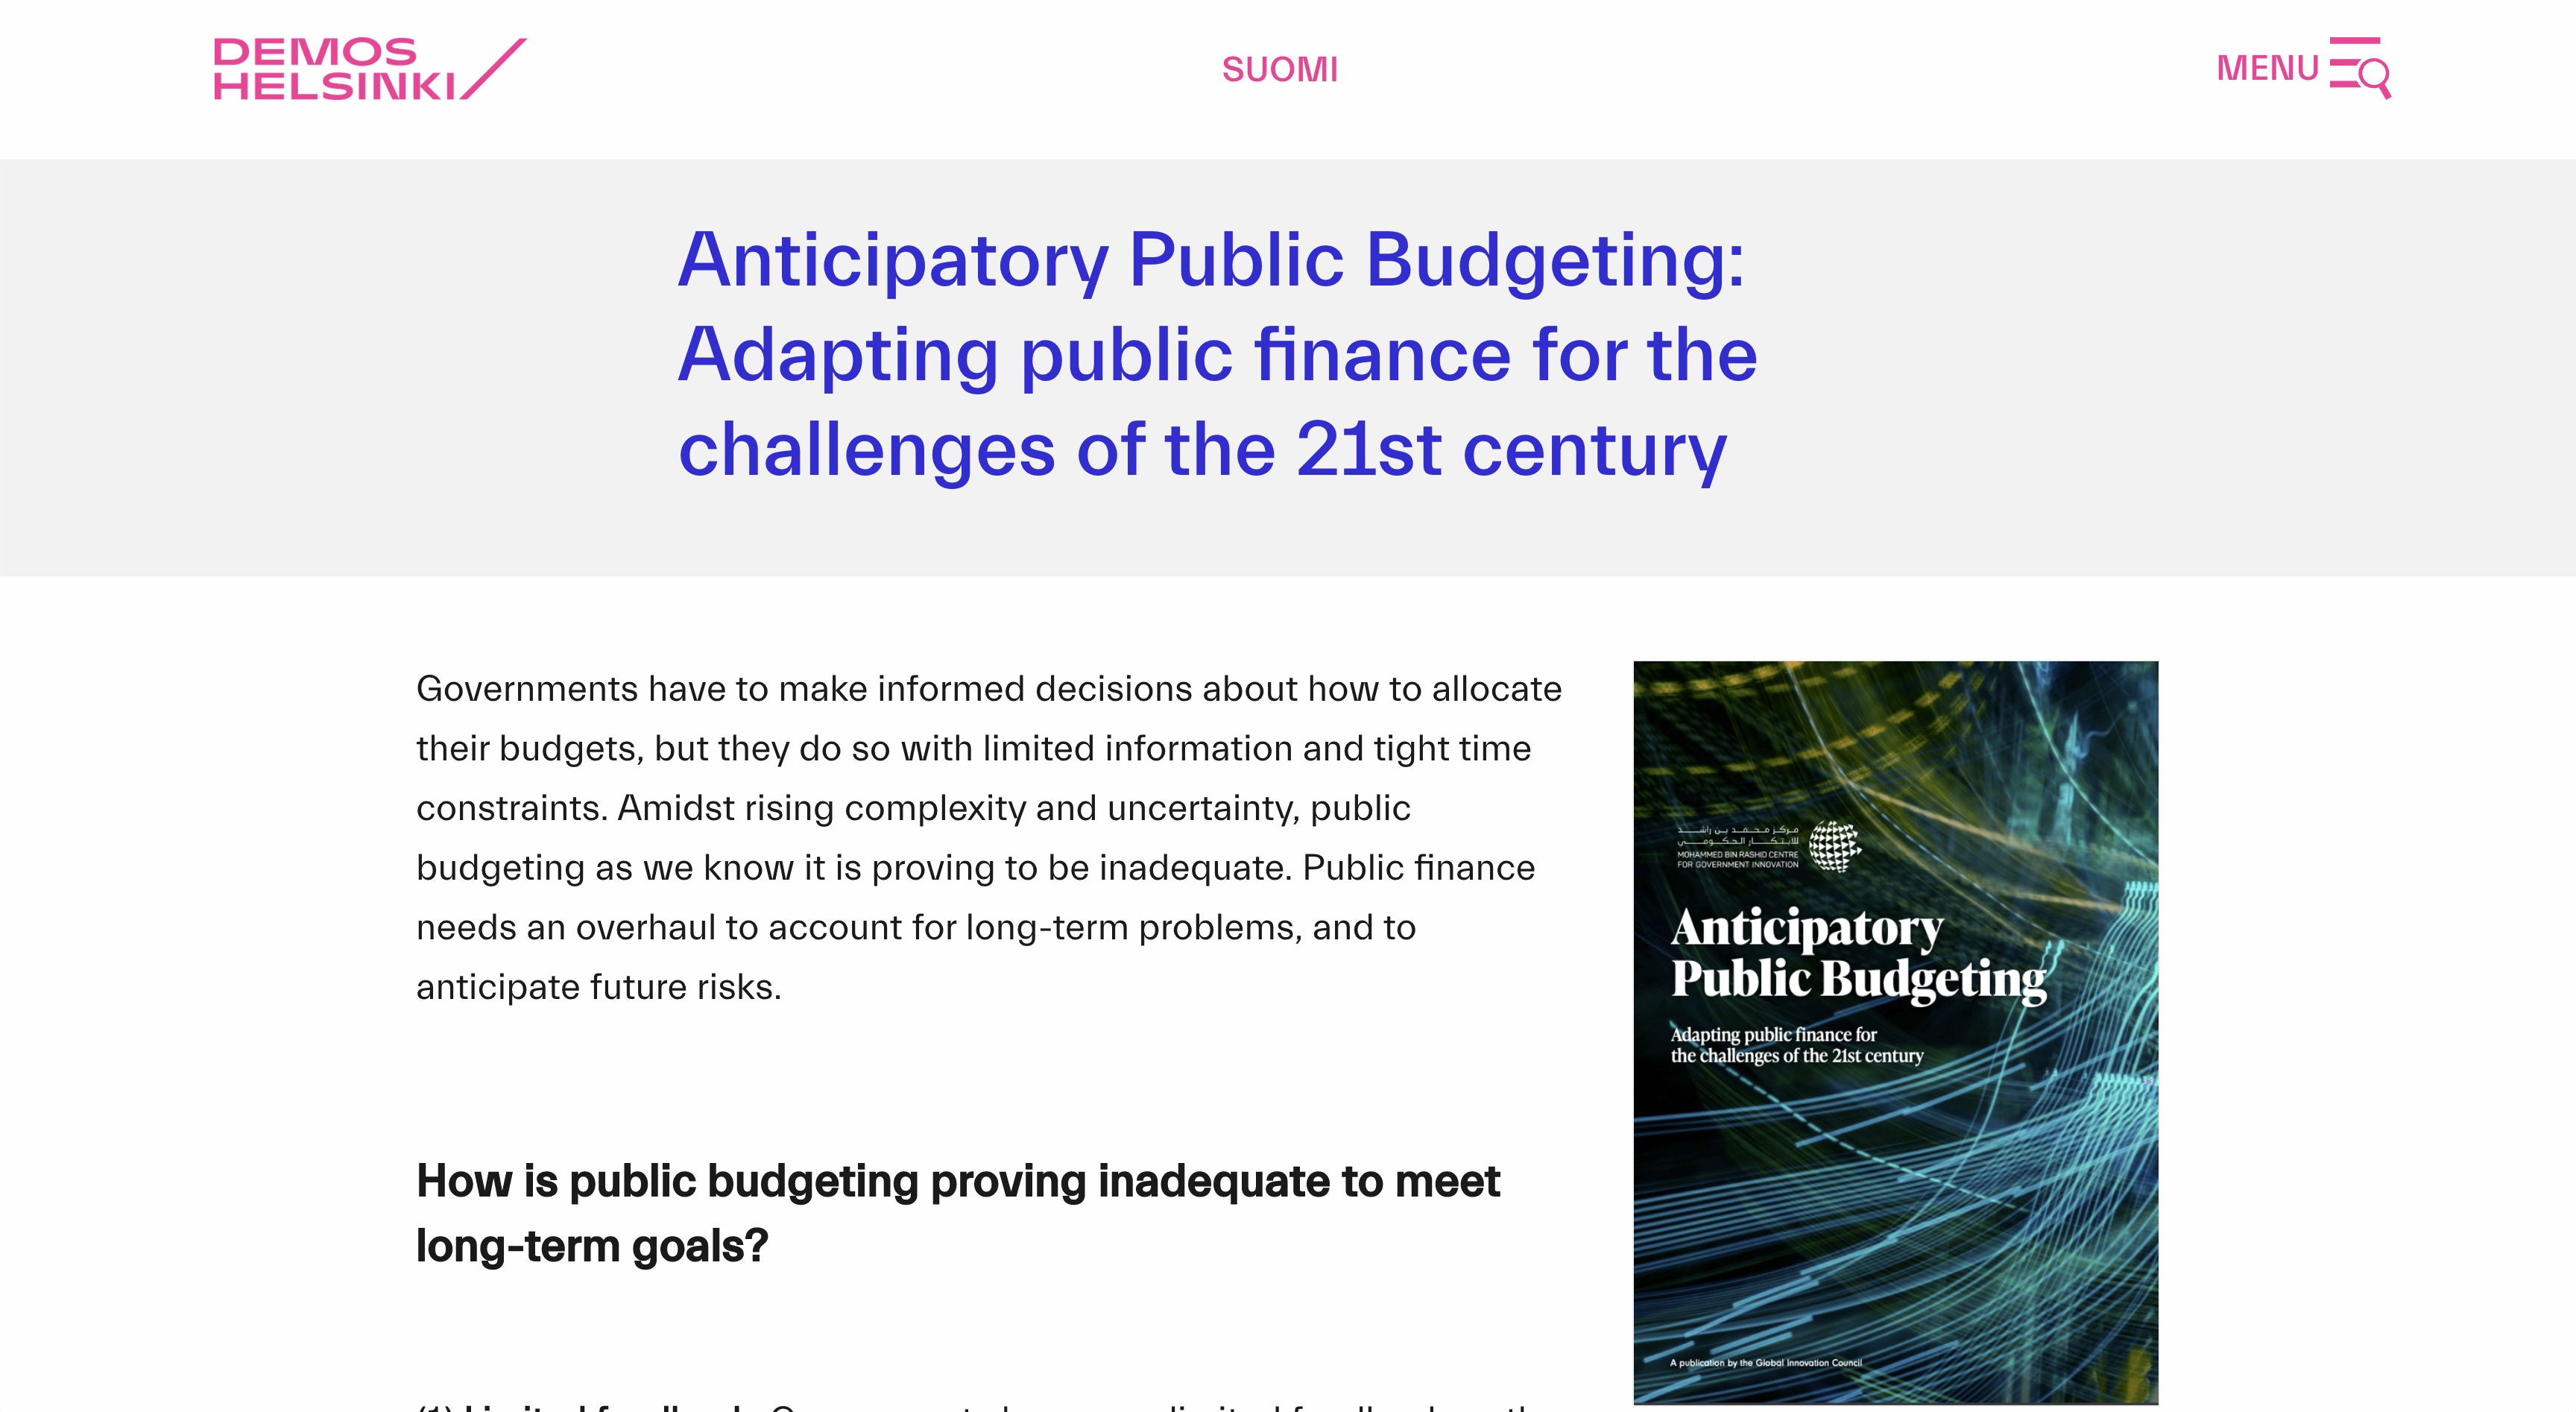 DEMOS
HELSINKI
SUOMI
MENU
Anticipatory Public Budgeting:
Adapting public finance for the
challenges of the 21st century
Governments have to make informed decisions about how to allocate
their budgets, but they do so with limited information and tight time
constraints. Amidst rising complexity and uncertainty, public
budgeting as we know it is proving to be inadequate. Public finance
needs an overhaul to account for long-term problems, and to
anticipate future risks.
How is public budgeting proving inadequate to meet
long-term goals?
مركز محمد بن راشد
للابتكار الحكومي
MOHAMMED BIN RASHID CENTRE
FOR GOVERNMENT INNOVATION
Anticipatory
Public Budgeting
Adapting public finance for
the challenges of the 21st century
A publication by the Global Innovation Council